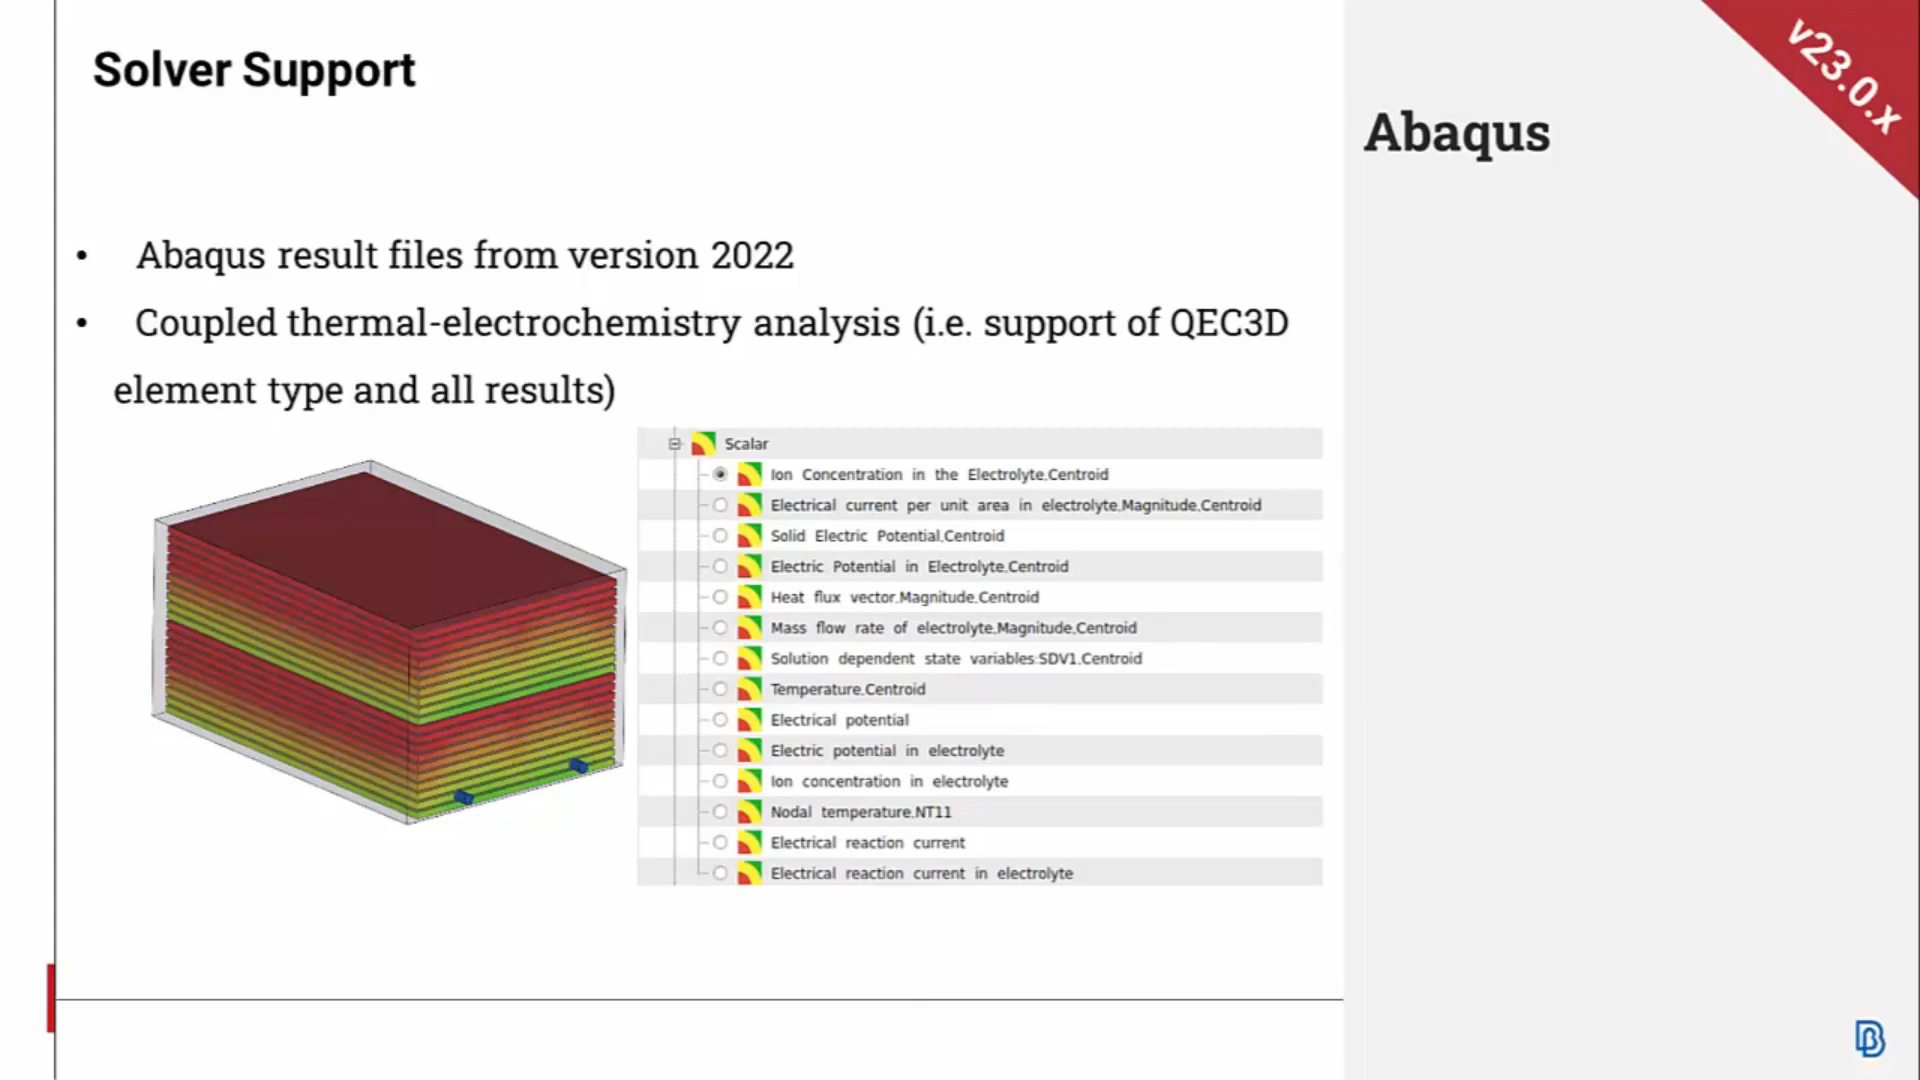 Solver Support
v23.0.x
Abaqus
• Abaqus result files from version 2022
• Coupled thermal-electrochemistry analysis (i.e. support of QEC3D
element type and all results)
Scalar
Ion Concentration in the Electrolyte,Centroid
Electrical current per unit area in electrolyte,Magnitude,Centroid
Solid Electric Potential,Centroid
Electric Potential in Electrolyte,Centroid
Heat flux vector,Magnitude,Centroid
Mass flow rate of electrolyte,Magnitude,Centroid
Solution dependent state variables:SDV1,Centroid
Temperature,Centroid
Electrical potential
Electric potential in electrolyte
Ion concentration in electrolyte
Nodal temperature,NT11
Electrical reaction current
Electrical reaction current in electrolyte